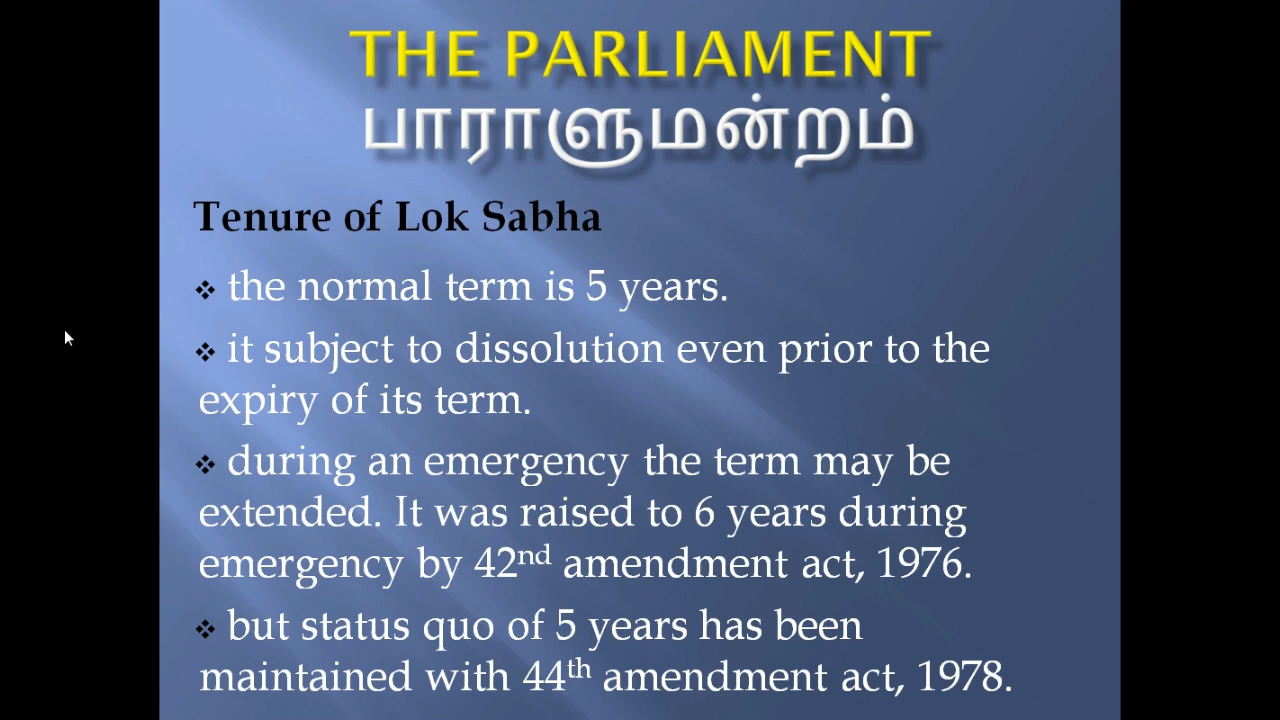 THE PARLIAMENT
பாராளுமன்றம்
Tenure of Lok Sabha
❖ the normal term is 5 years.
❖ it subject to dissolution even prior to the
expiry of its term.
❖ during an emergency the term may be
extended. It was raised to 6 years during
emergency by 42nd amendment act, 1976.
❖ but status quo of 5 years has been
maintained with 44th amendment act, 1978.